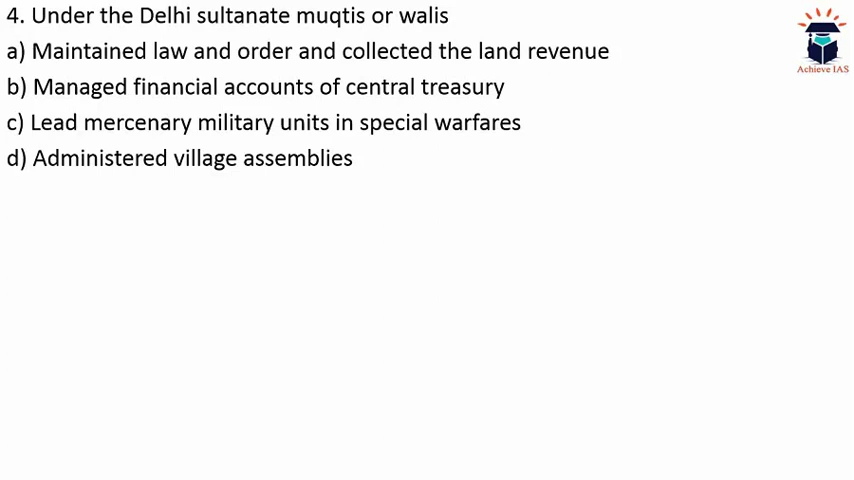 4. Under the Delhi sultanate muqtis or walis
a) Maintained law and order and collected the land revenue
b) Managed financial accounts of central treasury
c) Lead mercenary military units in special warfares
d) Administered village assemblies
Achieve IAS